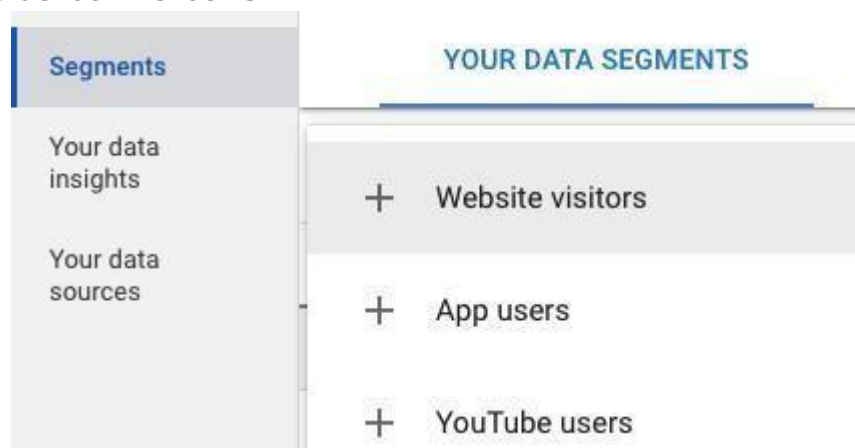 Segments
Your data
insights
Your data
sources
YOUR DATA SEGMENTS
+ Website visitors
+ App users
+ YouTube users